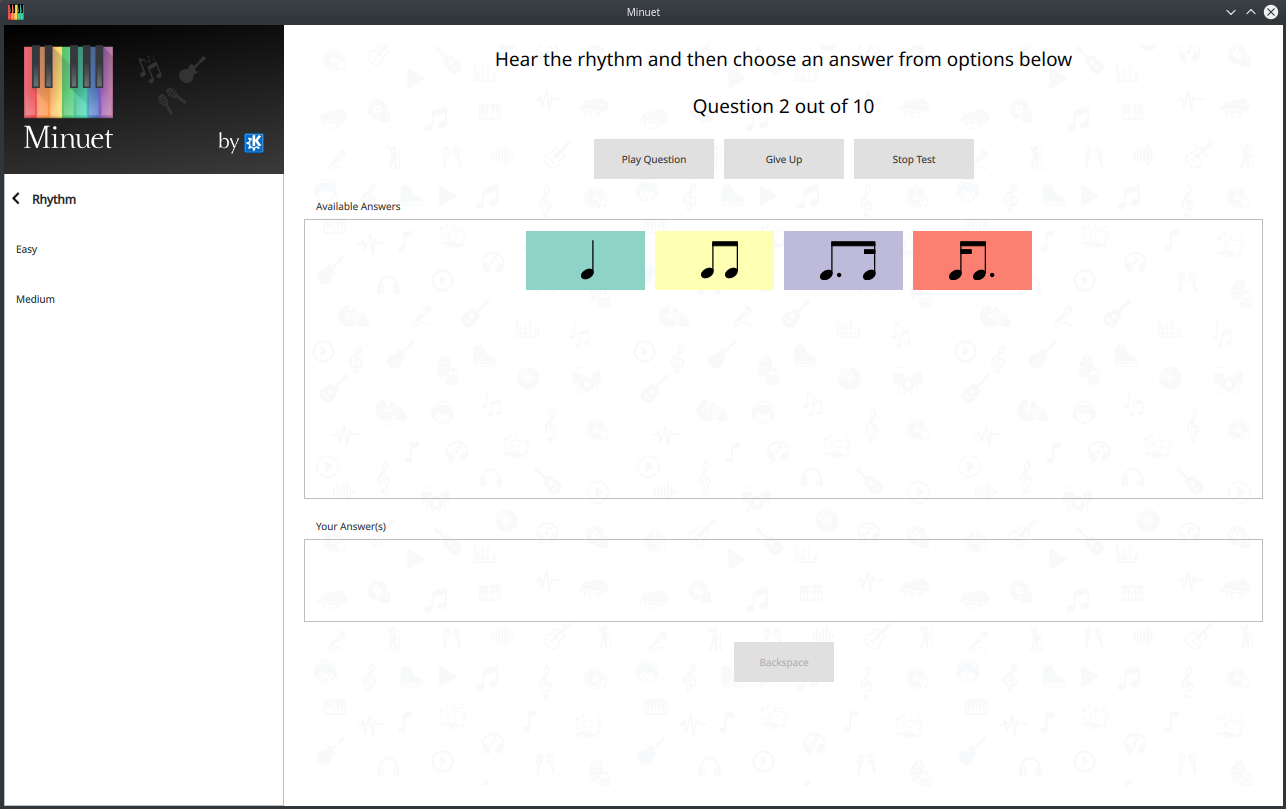 Minuet
Minuet
by K
Rhythm
Easy
Medium
Hear the rhythm and then choose an answer from options below
Question 2 out of 10
Play Question
Give Up
Stop Test
Available Answers
Your Answer(s)
Backspace